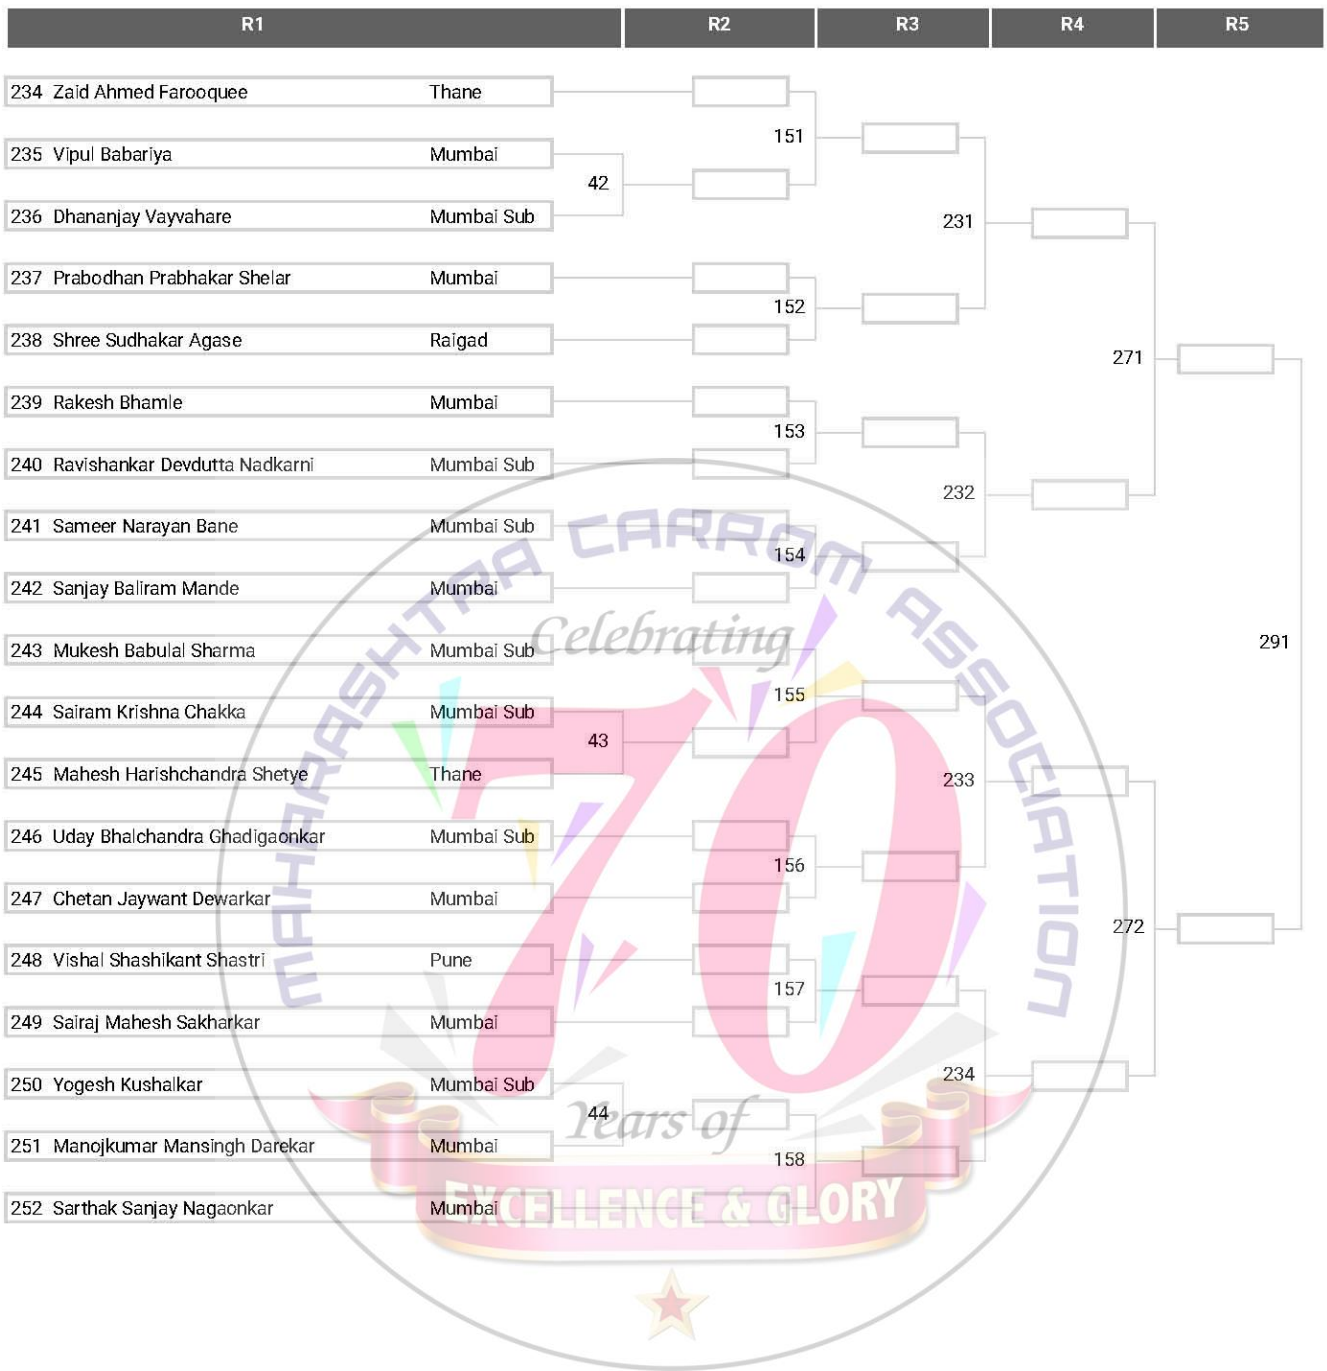 R1 R2 R3 R4 R5
234 Zaid Ahmed Farooquee Thane
151
235 Vipul Babariya Mumbai
42
236 Dhananjay Vayvahare Mumbai Sub
231
237 Prabodhan Prabhakar Shelar Mumbai
152
238 Shree Sudhakar Agase Raigad
271
239 Rakesh Bhamle Mumbai
153
240 Ravishankar Devdutta Nadkarni Mumbai Sub
232
241 Sameer Narayan Bane Mumbai Sub
154
242 Sanjay Baliram Mande Mumbai
243 Mukesh Babulal Sharma Mumbai Sub
291
155
244 Sairam Krishna Chakka Mumbai Sub
43
245 Mahesh Harishchandra Shetye Thane
233
246 Uday Bhalchandra Ghadigaonkar Mumbai Sub
156
247 Chetan Jaywant Dewarkar Mumbai
272
248 Vishal Shashikant Shastri Pune
157
249 Sairaj Mahesh Sakharkar Mumbai
234
250 Yogesh Kushalkar Mumbai Sub
44
251 Manojkumar Mansingh Darekar Mumbai
158
252 Sarthak Sanjay Nagaonkar Mumbai
MAHARASHTRA CARROM ASSOCIATION
Celebrating
70
Years of
EXCELLENCE & GLORY